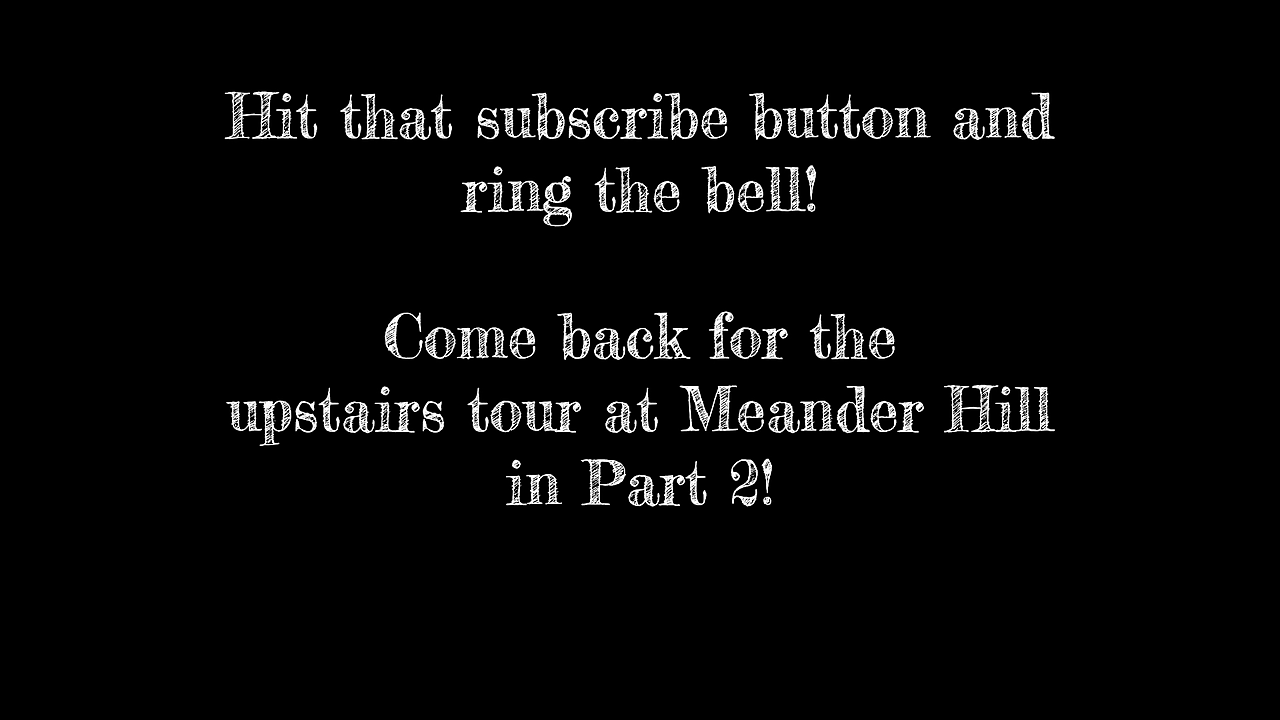 Hit that subscribe button and
ring the bell!
Come back for the
upstairs tour at Meander Hill
in Part 2!